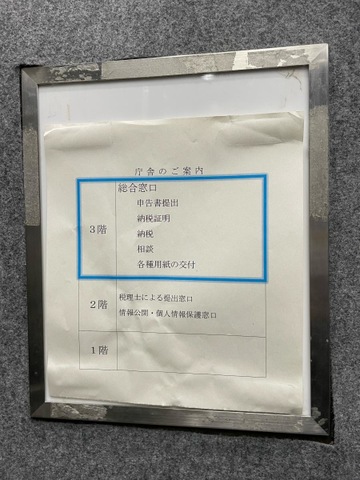 庁舎のご案内
3階
総合窓口
申告書提出
納税証明
納税
相談
各種用紙の交付
2階
税理士による提出窓口
情報公開・個人情報保護窓口
1階